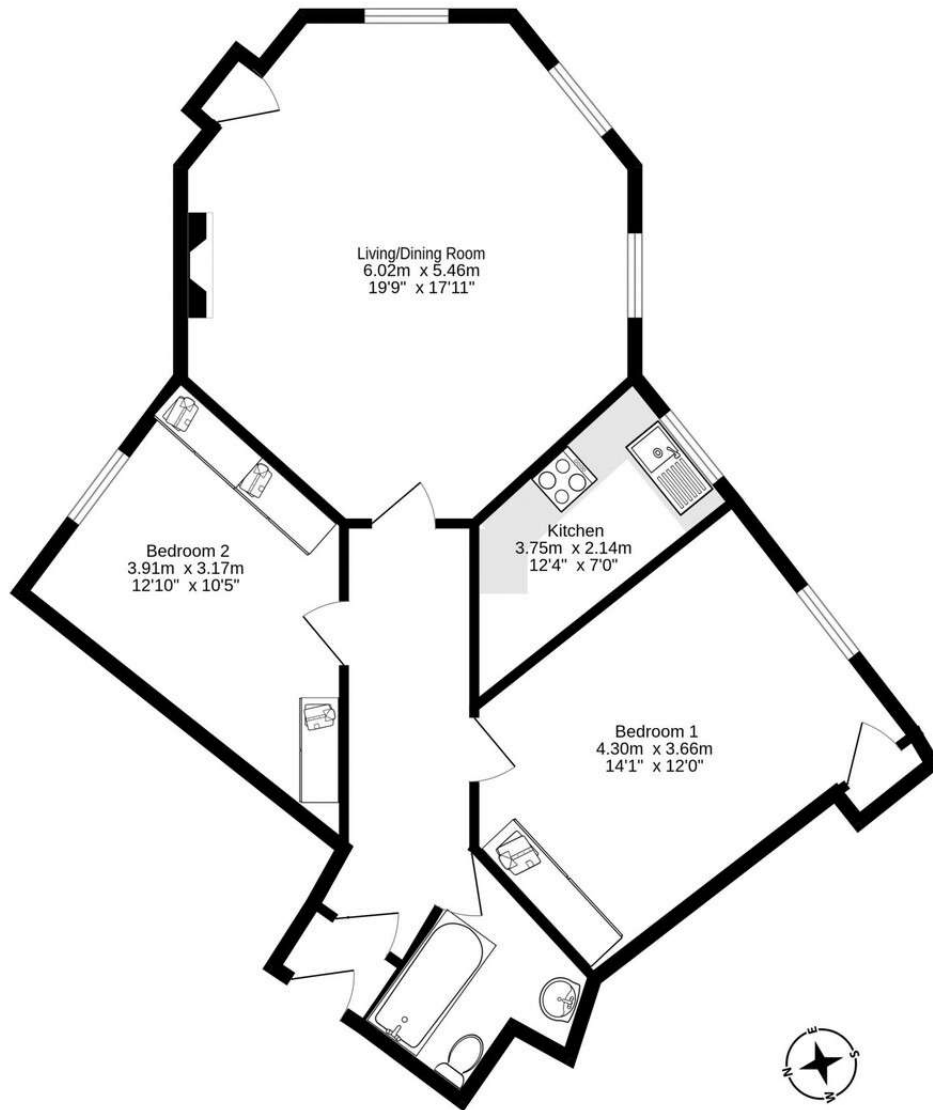 Living/Dining Room
6.02m x 5.46m
19'9" x 17'11"
Kitchen
3.75m x 2.14m
12'4" x 7'0"
Bedroom 2
3.91m x 3.17m
12'10" x 10'5"
Bedroom 1
4.30m x 3.66m
14'1" x 12'0"
E
N
S
W